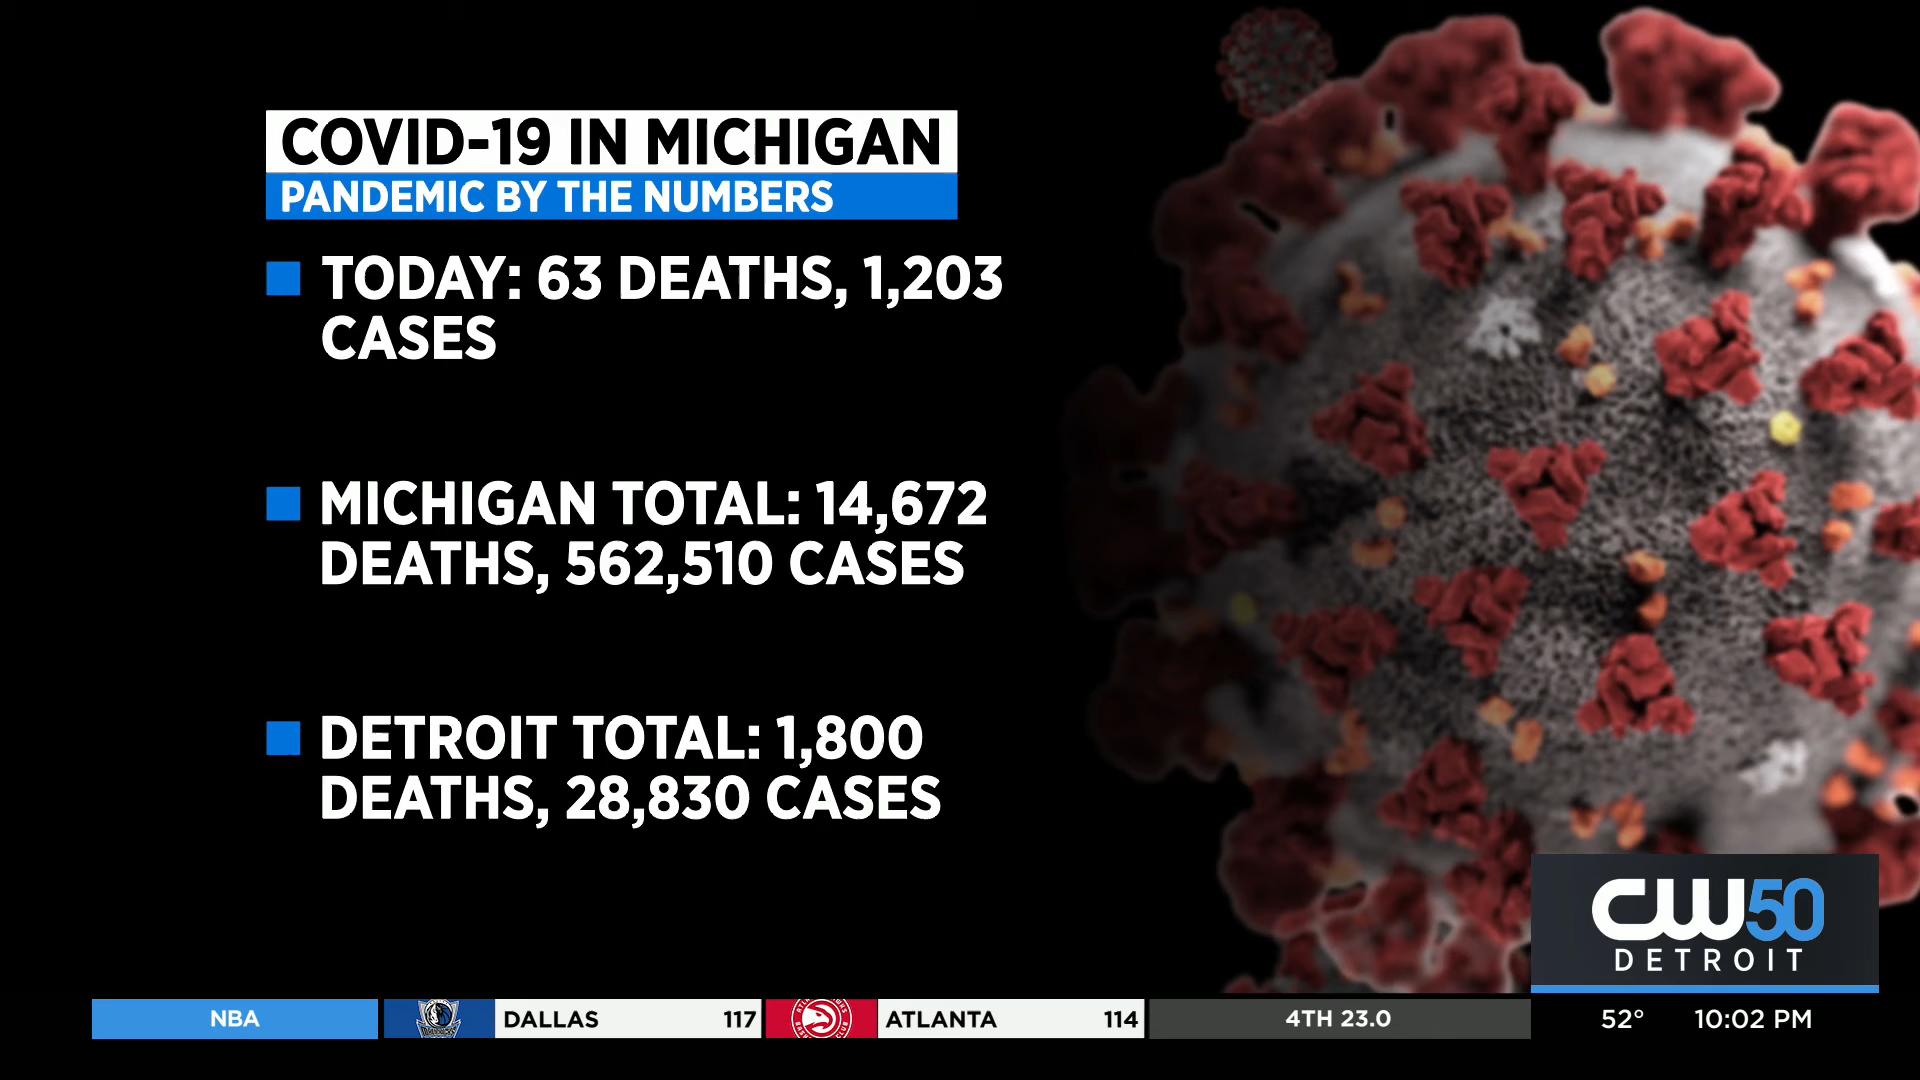 COVID-19 IN MICHIGAN
PANDEMIC BY THE NUMBERS
TODAY: 63 DEATHS, 1,203
CASES
MICHIGAN TOTAL: 14,672
DEATHS, 562,510 CASES
DETROIT TOTAL: 1,800
DEATHS, 28,830 CASES
CW50
DETROIT
NBA DALLAS 117 ATLANTA 114 4TH 23.0 52° 10:02 PM